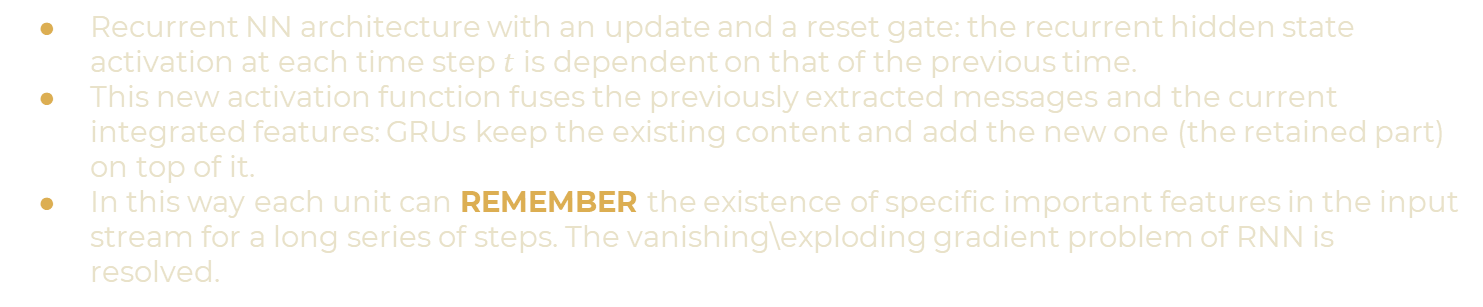 ● Recurrent NN architecture with an update and a reset gate: the recurrent hidden state
activation at each time step t is dependent on that of the previous time.
● This new activation function fuses the previously extracted messages and the current
integrated features: GRUs keep the existing content and add the new one (the retained part)
on top of it.
● In this way each unit can REMEMBER the existence of specific important features in the input
stream for a long series of steps. The vanishing\exploding gradient problem of RNN is
resolved.